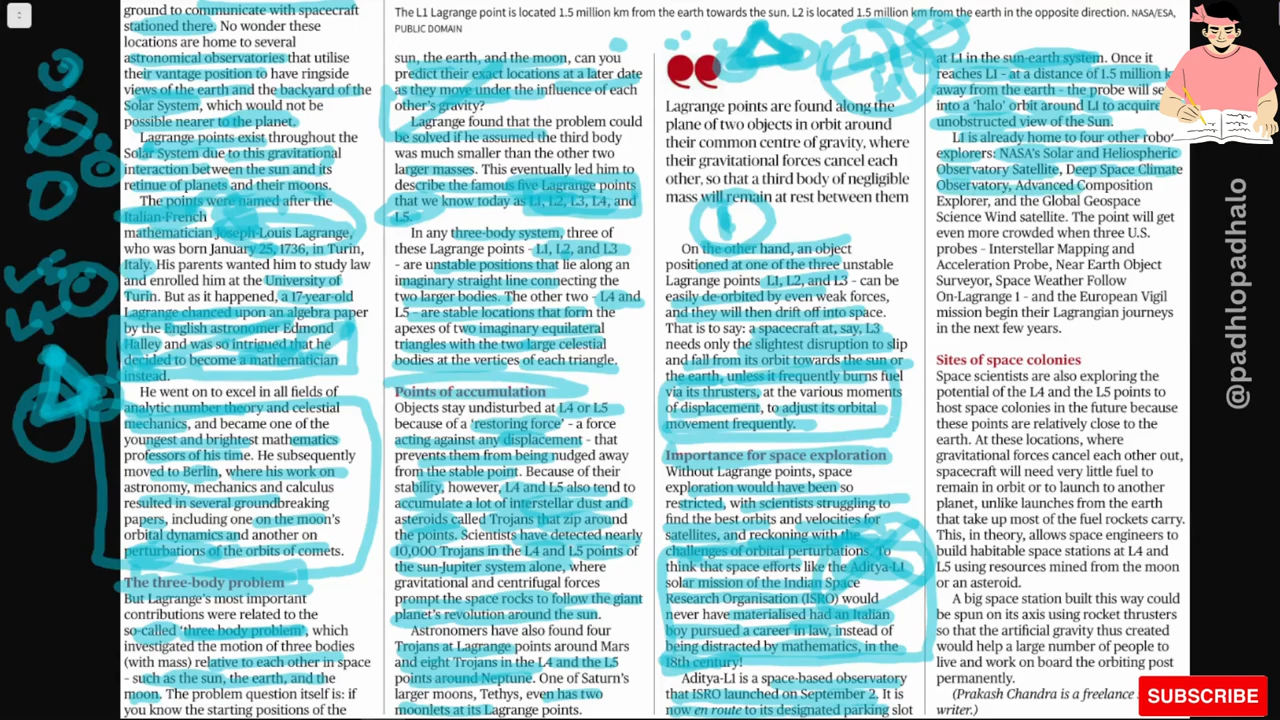 ground to communicate with spacecraft
stationed there. No wonder these
locations are home to several
astronomical observatories that utilise
their vantage position to have ringside
views of the earth and the backyard of the
Solar System, which would not be
possible nearer to the planet.
Lagrange points exist throughout the
Solar System due to this gravitational
interaction between the sun and its
retinue of planets and their moons.
The points were named after the
Italian-French
mathematician Joseph-Louis Lagrange,
who was born January 25, 1736, in Turin,
Italy. His parents wanted him to study law
and enrolled him at the University of
Turin. But as it happened, a 17-year-old
Lagrange chanced upon an algebra paper
by the English astronomer Edmond
Halley and was so intrigued that he
decided to become a mathematician
instead.
He went on to excel in all fields of
analytic number theory and celestial
mechanics, and became one of the
youngest and brightest mathematics
professors of his time. He subsequently
moved to Berlin, where his work on
astronomy, mechanics and calculus
resulted in several groundbreaking
papers, including one on the moon's
orbital dynamics and another on
perturbations of the orbits of comets.
The three-body problem
But Lagrange's most important
contributions were related to the
so-called 'three body problem', which
investigated the motion of three bodies
(with mass) relative to each other in space
- such as the sun, the earth, and the
moon. The problem question itself is: if
you know the starting positions of the
The L1 Lagrange point is located 1.5 million km from the earth towards the sun. L2 is located 1.5 million km from the earth in the opposite direction. NASA/ESA,
PUBLIC DOMAIN
sun, the earth, and the moon, can you
predict their exact locations at a later date
as they move under the influence of each
other's gravity?
Lagrange found that the problem could
be solved if he assumed the third body
was much smaller than the other two
larger masses. This eventually led him to
describe the famous five Lagrange points
that we know today as L1, L2, L3, L4, and
L5.
In any three-body system, three of
these Lagrange points - L1, L2, and L3
- are unstable positions that lie along an
imaginary straight line connecting the
two larger bodies. The other two - L4 and
L5 - are stable locations that form the
apexes of two imaginary equilateral
triangles with the two large celestial
bodies at the vertices of each triangle.
Points of accumulation
Objects stay undisturbed at L4 or L5
because of a 'restoring force' - a force
acting against any displacement - that
prevents them from being nudged away
from the stable point. Because of their
stability, however, L4 and L5 also tend to
accumulate a lot of interstellar dust and
asteroids called Trojans that zip around
the points. Scientists have detected nearly
10,000 Trojans in the L4 and L5 points of
the sun-Jupiter system alone, where
gravitational and centrifugal forces
prompt the space rocks to follow the giant
planet's revolution around the sun.
Astronomers have also found four
Trojans at Lagrange points around Mars
and eight Trojans in the L4 and the L5
points around Neptune. One of Saturn's
larger moons, Tethys, even has two
moonlets at its Lagrange points.
Lagrange points are found along the
plane of two objects in orbit around
their common centre of gravity, where
their gravitational forces cancel each
other, so that a third body of negligible
mass will remain at rest between them
On the other hand, an object
positioned at one of the three unstable
Lagrange points L1, L2, and L3 - can be
easily de-orbited by even weak forces,
and they will then drift off into space.
That is to say: a spacecraft at, say, L3
needs only the slightest disruption to slip
and fall from its orbit towards the sun or
the earth, unless it frequently burns fuel
via its thrusters, at the various moments
of displacement, to adjust its orbital
movement frequently.
Importance for space exploration
Without Lagrange points, space
exploration would have been so
restricted, with scientists struggling to
find the best orbits and velocities for
satellites, and reckoning with the
challenges of orbital perturbations. To
think that space efforts like the Aditya-L1
solar mission of the Indian Space
Research Organisation (ISRO) would
never have materialised had an Italian
boy pursued a career in law, instead of
being distracted by mathematics, in the
18th century!
Aditya-L1 is a space-based observatory
that ISRO launched on September 2. It is
now en route to its designated parking slot
at L1 in the sun-earth system. Once it
reaches L1 - at a distance of 1.5 million
away from the earth - the probe will
into a 'halo' orbit around L1 to acquire
unobstructed view of the Sun.
L1 is already home to four other
explorers: NASA's Solar and Heliospheric
Observatory Satellite, Deep Space Climate
Observatory, Advanced Composition
Explorer, and the Global Geospace
Science Wind satellite. The point will get
even more crowded when three U.S.
probes - Interstellar Mapping and
Acceleration Probe, Near Earth Object
Surveyor, Space Weather Follow
On-Lagrange 1 - and the European Vigil
mission begin their Lagrangian journeys
in the next few years.
Sites of space colonies
Space scientists are also exploring the
potential of the L4 and the L5 points to
host space colonies in the future because
these points are relatively close to the
earth. At these locations, where
gravitational forces cancel each other out,
spacecraft will need very little fuel to
remain in orbit or to launch to another
planet, unlike launches from the earth
that take up most of the fuel rockets carry.
This, in theory, allows space engineers to
build habitable space stations at L4 and
L5 using resources mined from the moon
or an asteroid.
A big space station built this way could
be spun on its axis using rocket thrusters
so that the artificial gravity thus created
would help a large number of people to
live and work on board the orbiting post
permanently.
(Prakash Chandra is a freelance
writer.)
@padhlopadhalo
SUBSCRIBE